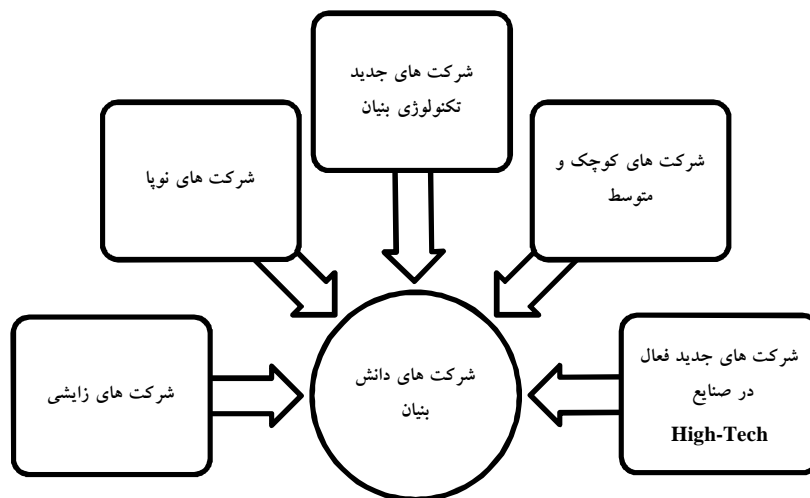 شرکت های جدید
تکنولوژی بنیان
شرکت های کوچک و
متوسط
شرکت های نوپا
شرکت های جدید فعال
در صنایع
High-Tech
شرکت های دانش
بنیان
شرکت های زایشی